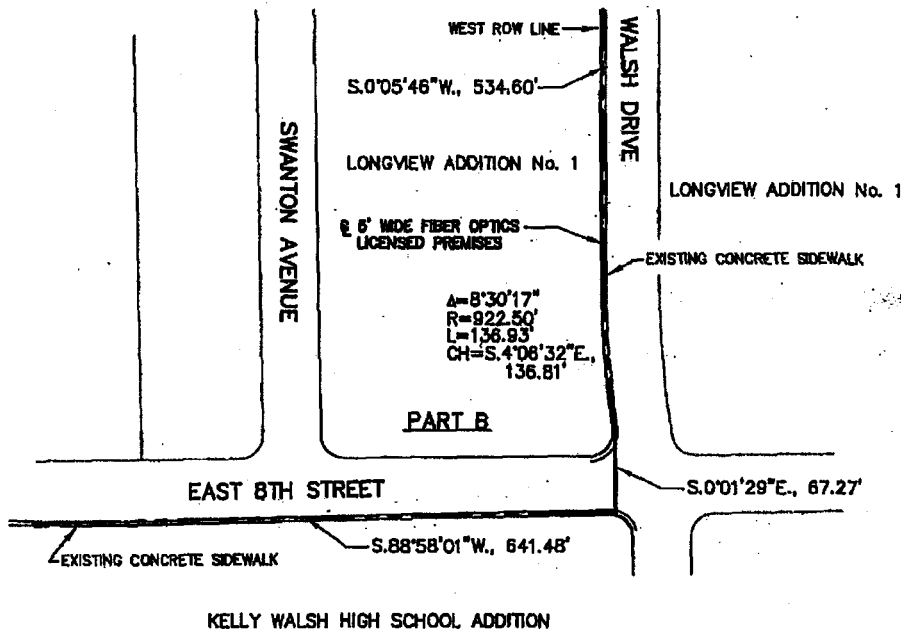 WEST ROW LINE
WALSH DRIVE
S.0°05'46"W., 534.60'
SWANTON AVENUE
LONGVIEW ADDITION No. 1
LONGVIEW ADDITION No. 1
℄ 5' WIDE FIBER OPTICS
LICENSED PREMISES
EXISTING CONCRETE SIDEWALK
Δ=8°30'17"
R=922.50'
L=136.93'
CH=S.4°06'32"E.,
136.81'
PART B
EAST 8TH STREET
S.0°01'29"E., 67.27'
S.88°58'01"W., 641.48'
EXISTING CONCRETE SIDEWALK
KELLY WALSH HIGH SCHOOL ADDITION